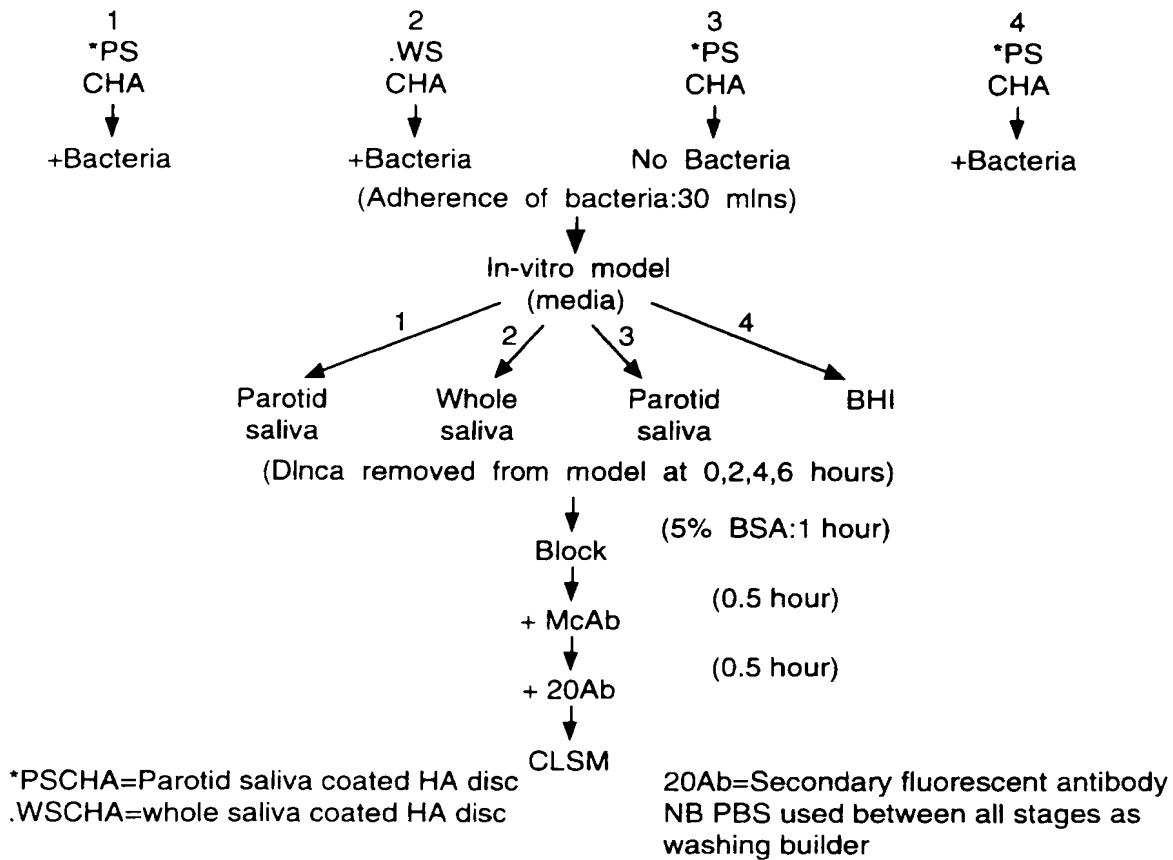 1 2 3 4
*PS .WS *PS *PS
CHA CHA CHA CHA
+Bacteria +Bacteria No Bacteria +Bacteria
(Adherence of bacteria:30 mlns)
In-vitro model
(media)
1 2 3 4
Parotid Whole Parotid BHI
saliva saliva saliva
(Dlnca removed from model at 0,2,4,6 hours)
(5% BSA:1 hour)
Block
(0.5 hour)
+ McAb
(0.5 hour)
+ 20Ab
CLSM
*PSCHA=Parotid saliva coated HA disc
.WSCHA=whole saliva coated HA disc
20Ab=Secondary fluorescent antibody
NB PBS used between all stages as
washing builder